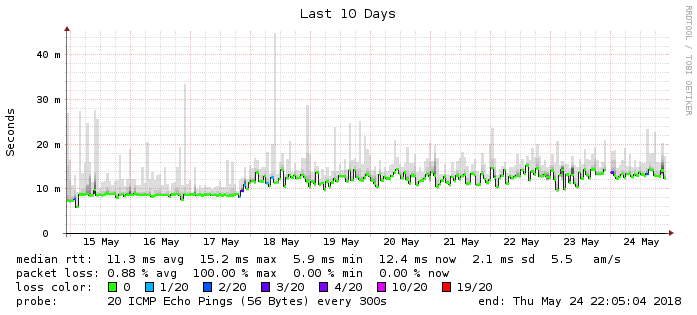 Last 10 Days
RRDTOOL / TOBI OETIKER
Seconds
40 m
30 m
20 m
10 m
0
15 May 16 May 17 May 18 May 19 May 20 May 21 May 22 May 23 May 24 May
median rtt: 11.3 ms avg 15.2 ms max 5.9 ms min 12.4 ms now 2.1 ms sd 5.5 am/s
packet loss: 0.88 % avg 100.00 % max 0.00 % min 0.00 % now
loss color: 0 1/20 2/20 3/20 4/20 10/20 19/20
probe: 20 ICMP Echo Pings (56 Bytes) every 300s end: Thu May 24 22:05:04 2018